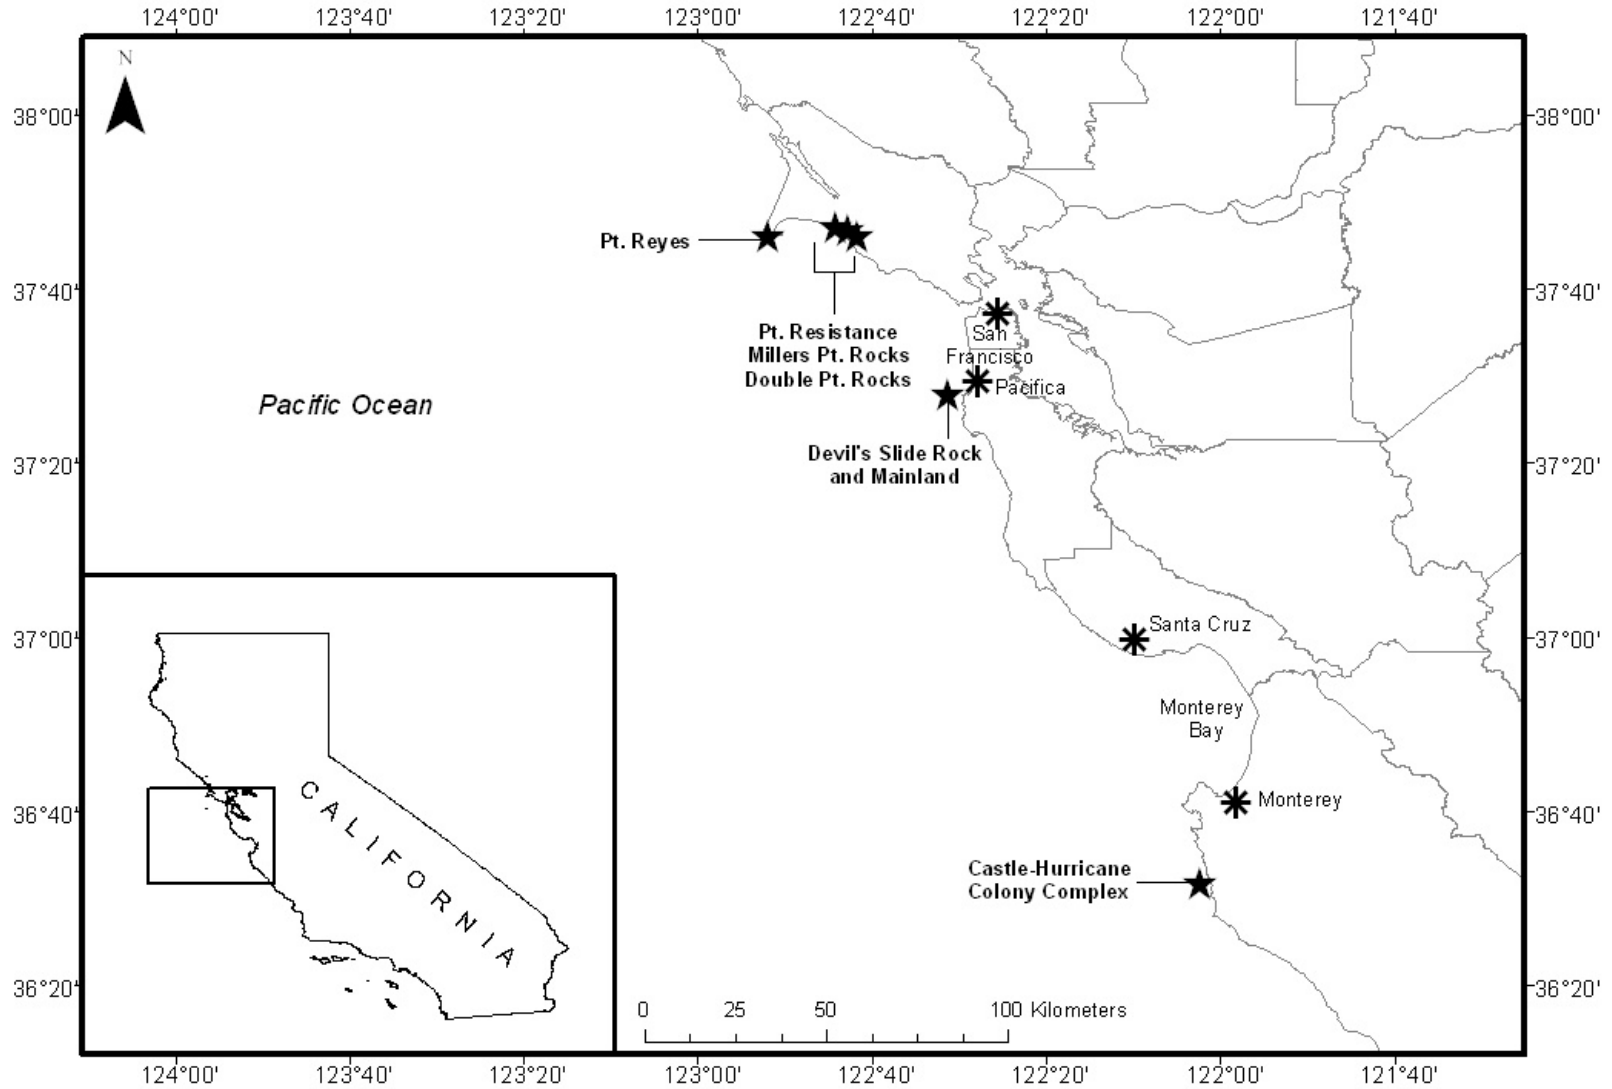 124°00' 123°40' 123°20' 123°00' 122°40' 122°20' 122°00' 121°40'
N
38°00' 38°00'
Pt. Reyes
37°40' 37°40'
Pt. Resistance
Millers Pt. Rocks
Double Pt. Rocks
San
Francisco
Pacifica
Pacific Ocean
Devil's Slide Rock
and Mainland
37°20' 37°20'
Santa Cruz
37°00' 37°00'
Monterey
Bay
CALIFORNIA
36°40' 36°40'
Monterey
Castle-Hurricane
Colony Complex
36°20' 36°20'
0 25 50 100 Kilometers
124°00' 123°40' 123°20' 123°00' 122°40' 122°20' 122°00' 121°40'